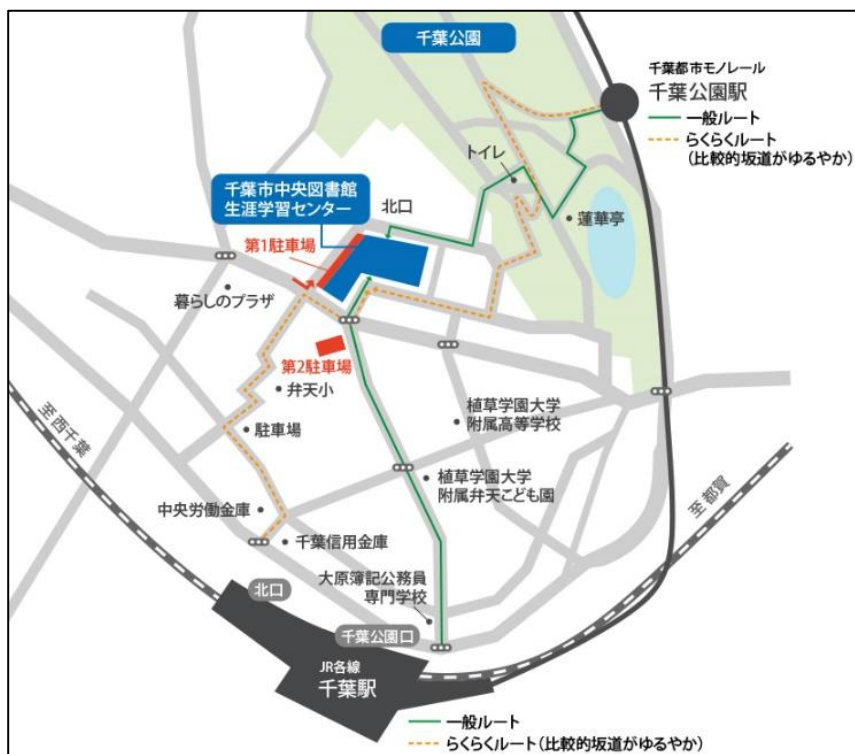 千葉公園
千葉都市モノレール
千葉公園駅
一般ルート
らくらくルート
(比較的坂道がゆるやか)
トイレ
千葉市中央図書館
生涯学習センター
北口
蓮華亭
第1駐車場
暮らしのプラザ
第2駐車場
弁天小
植草学園大学
附属高等学校
至西千葉
駐車場
植草学園大学
附属弁天こども園
至都賀
中央労働金庫
千葉信用金庫
大原簿記公務員
専門学校
北口
千葉公園口
JR各線
千葉駅
一般ルート
らくらくルート(比較的坂道がゆるやか)